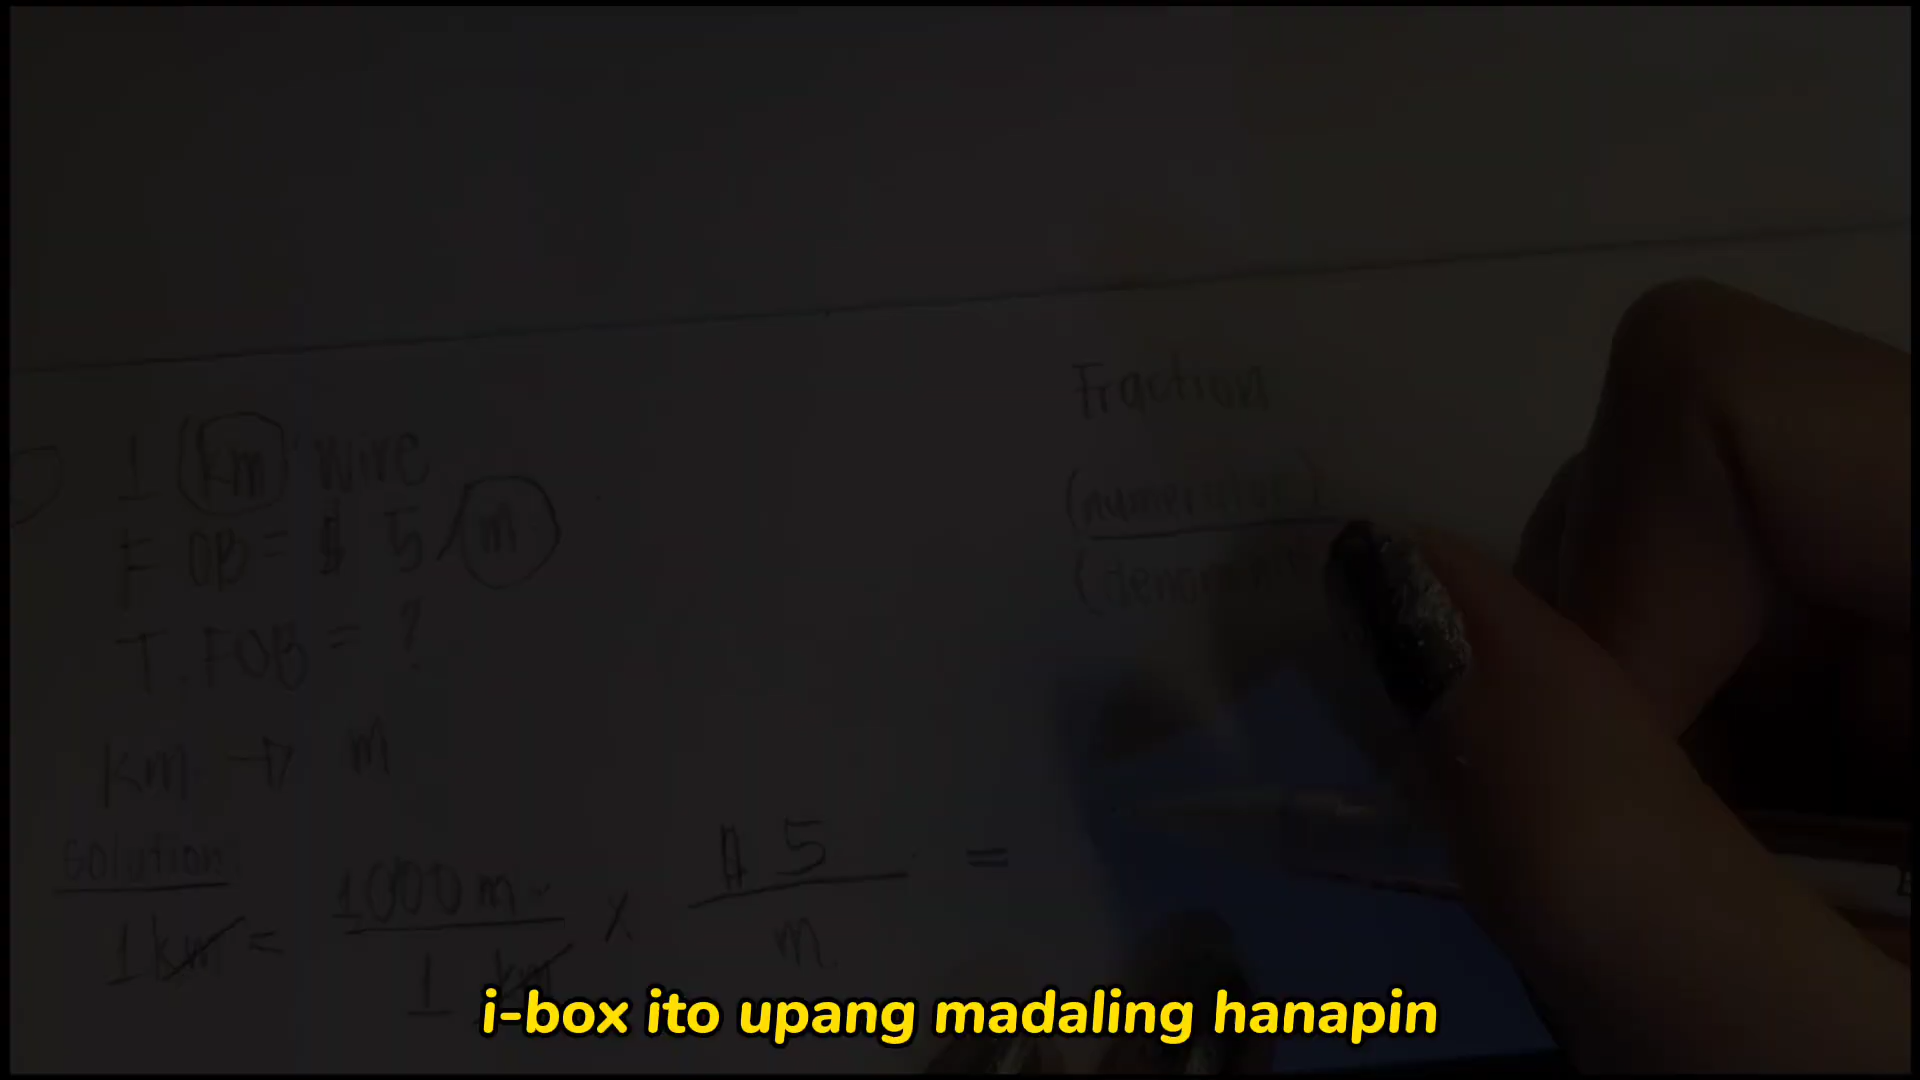 1 km wire
FOB = $ 5/m
T. FOB = ?
km → m
Solution:
1 km = 1000 m / 1 km x $ 5 / m =
Fraction
(numerator)
(denomin
i-box ito upang madaling hanapin